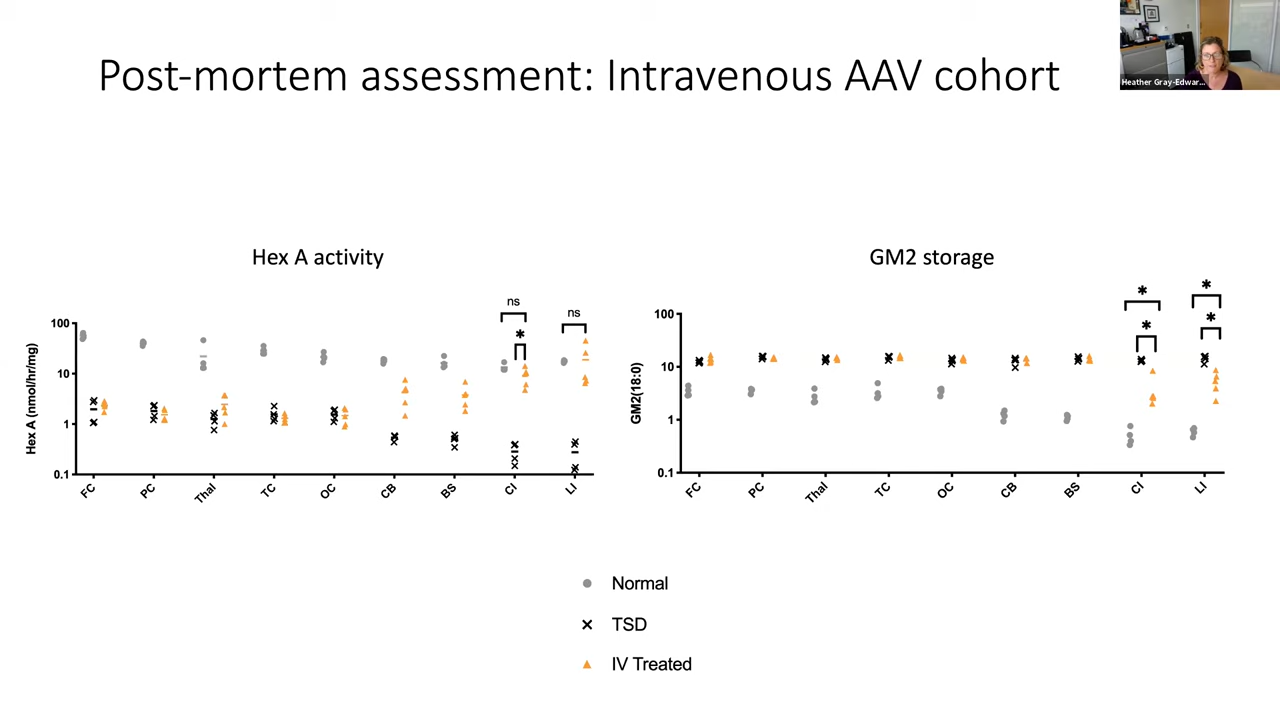 Post-mortem assessment: Intravenous AAV cohort
Heather Gray-Edwar...
Hex A activity
GM2 storage
Hex A (nmol/hr/mg)
100
10
1
0.1
ns
*
ns
FC PC Thal TC OC CB BS CI LI
GM2(18:0)
100
10
1
0.1
*
*
*
*
FC PC Thal TC OC CB BS CI LI
Normal
TSD
IV Treated